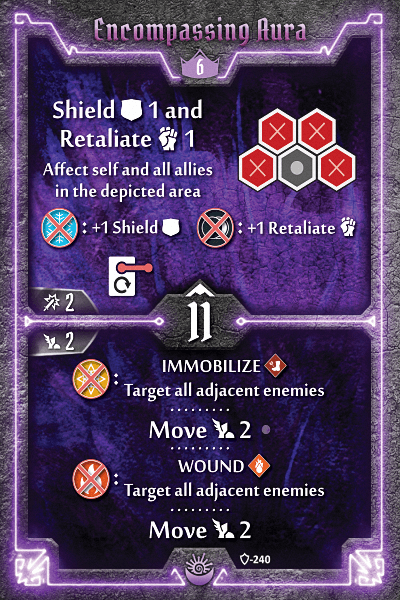 Encompassing Aura
6
Shield 1 and
Retaliate 1
Affect self and all allies
in the depicted area
: +1 Shield : +1 Retaliate
2
11
2
: IMMOBILIZE
Target all adjacent enemies
Move 2
: WOUND
Target all adjacent enemies
Move 2
-240